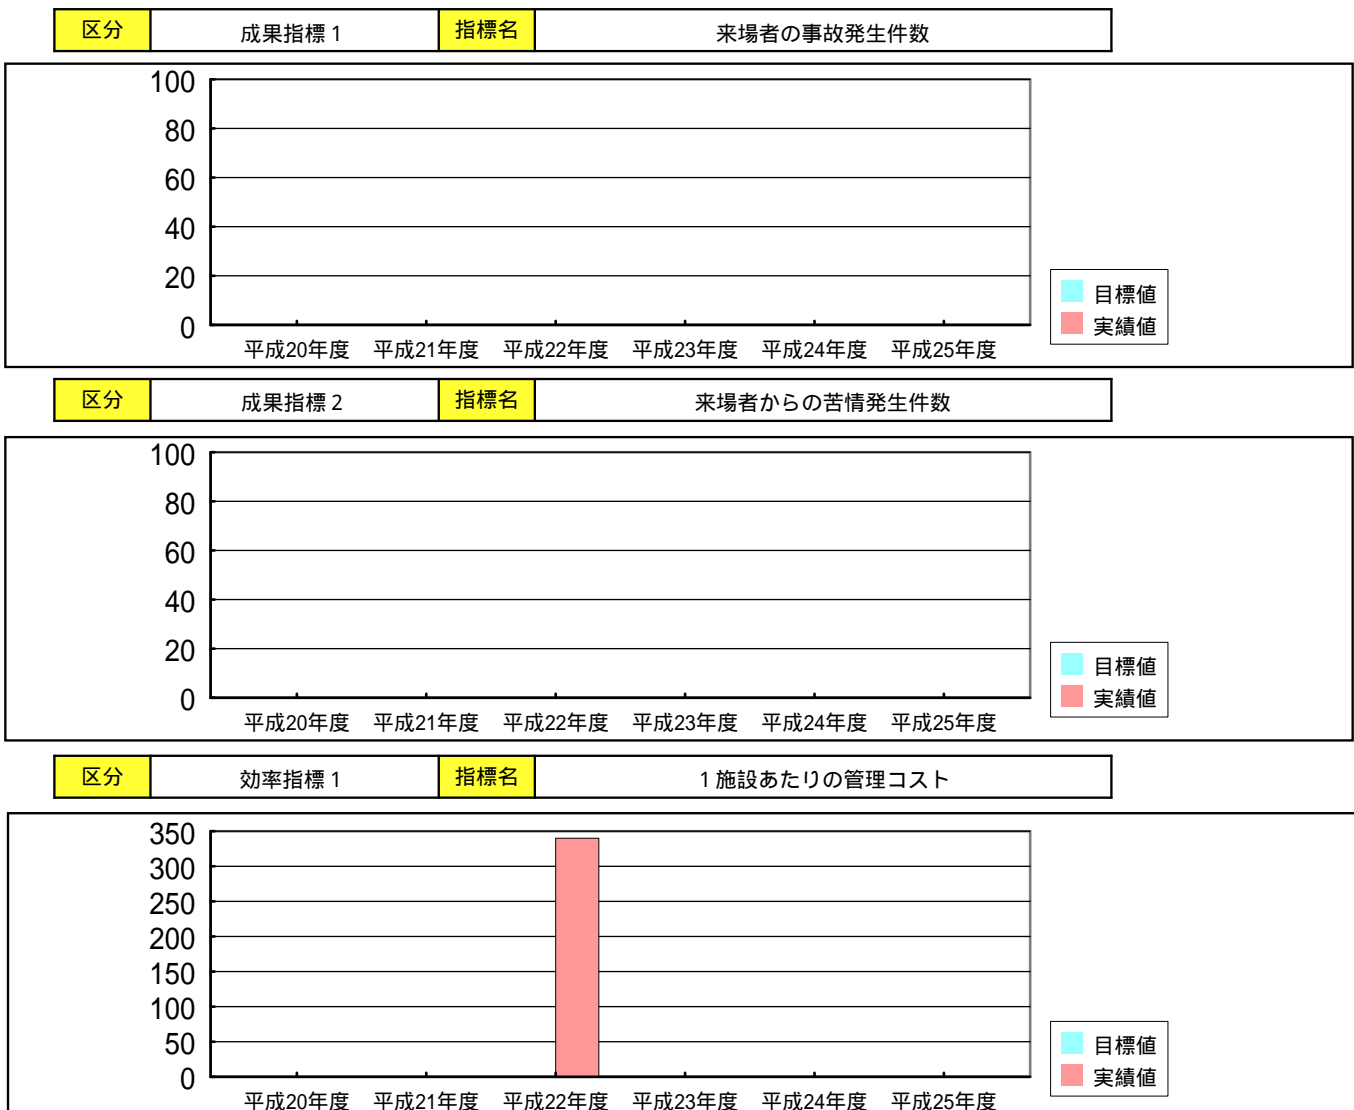 区分 成果指標1 指標名 来場者の事故発生件数
100
80
60
40
20
0
平成20年度 平成21年度 平成22年度 平成23年度 平成24年度 平成25年度
目標値
実績値
区分 成果指標2 指標名 来場者からの苦情発生件数
100
80
60
40
20
0
平成20年度 平成21年度 平成22年度 平成23年度 平成24年度 平成25年度
目標値
実績値
区分 効率指標1 指標名 1施設あたりの管理コスト
350
300
250
200
150
100
50
0
平成20年度 平成21年度 平成22年度 平成23年度 平成24年度 平成25年度
目標値
実績値